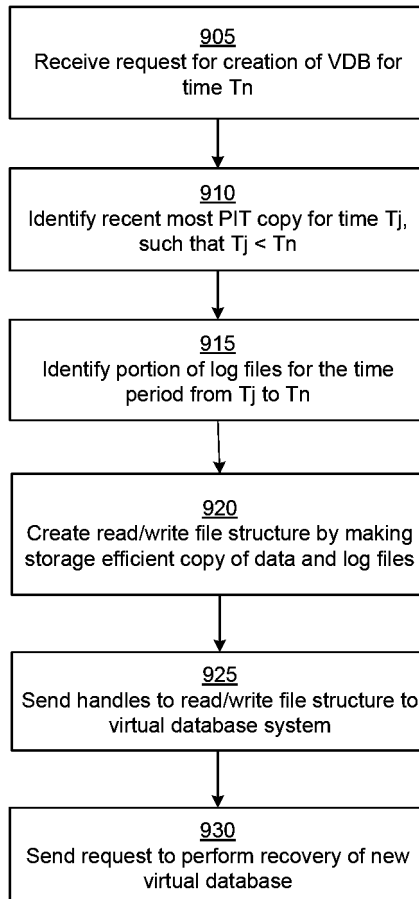 905
Receive request for creation of VDB for
time Tn
910
Identify recent most PIT copy for time Tj,
such that Tj < Tn
915
Identify portion of log files for the time
period from Tj to Tn
920
Create read/write file structure by making
storage efficient copy of data and log files
925
Send handles to read/write file structure to
virtual database system
930
Send request to perform recovery of new
virtual database